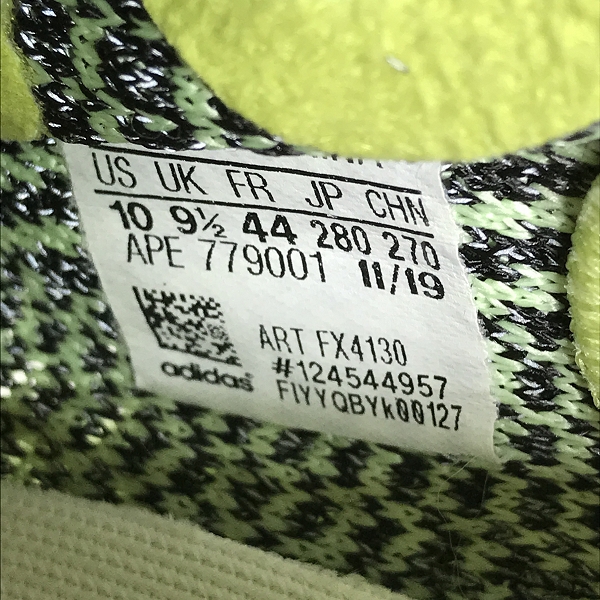 US UK FR JP CHN
10 9½ 44 280 270
APE 779001 11/19
ART FX4130
#124544957
adidas
FIYYQBYk00127